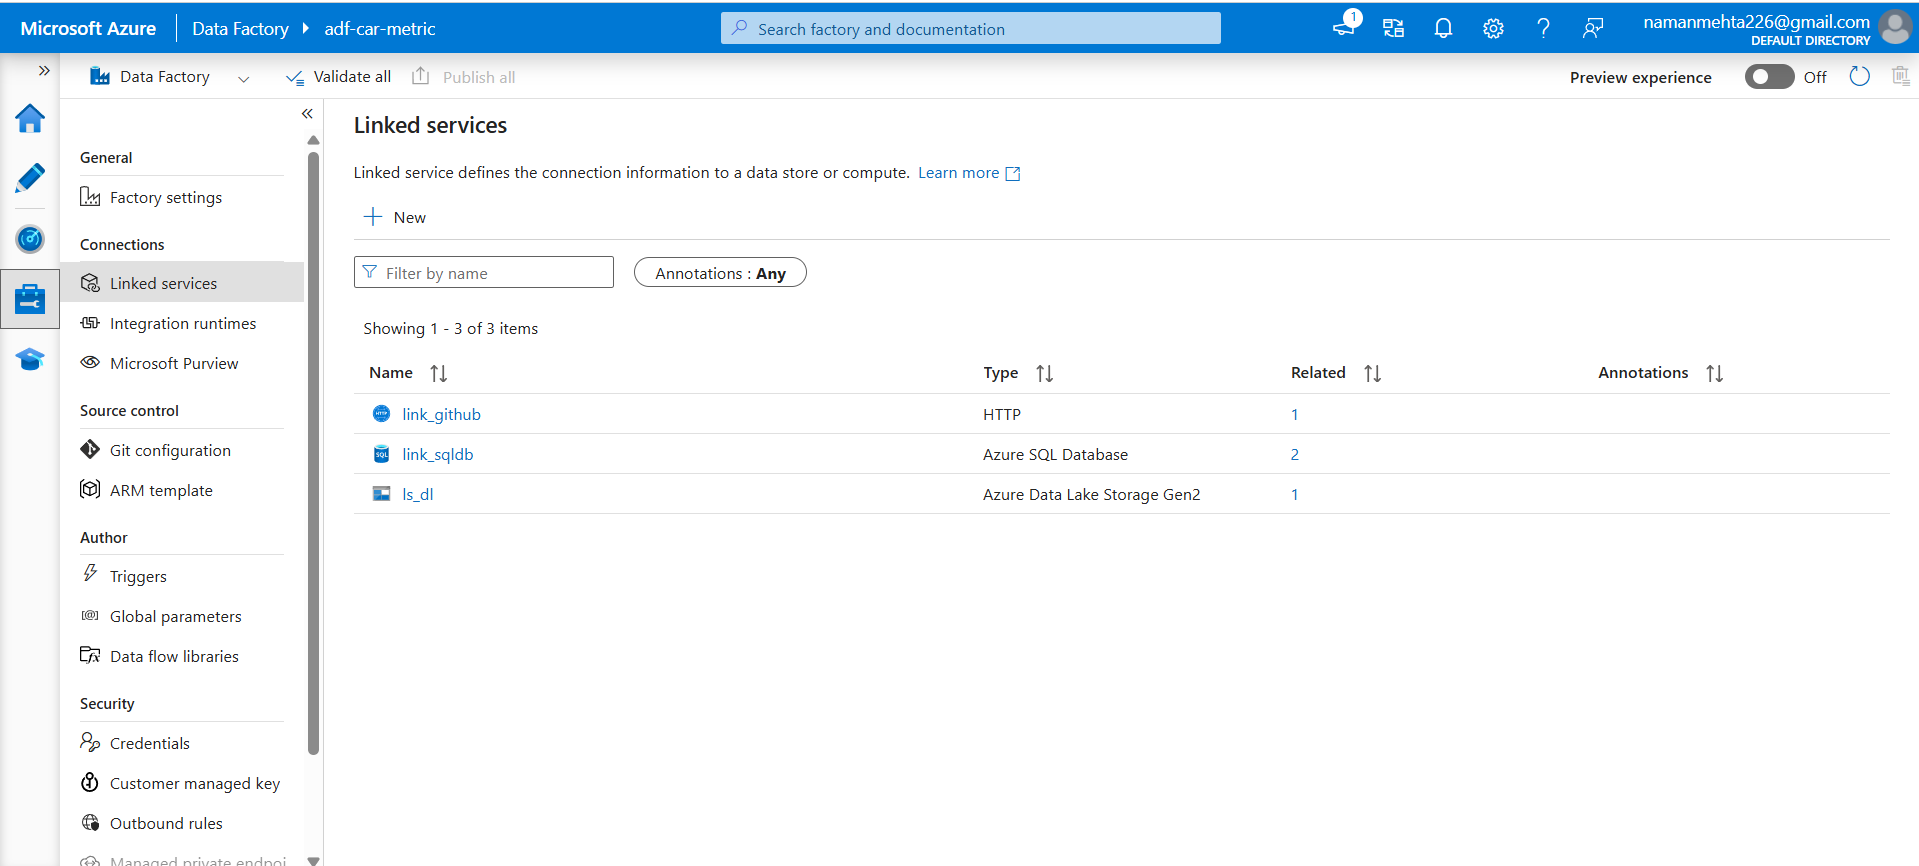 Microsoft Azure Data Factory adf-car-metric Search factory and documentation 1 namanmehta226@gmail.com
DEFAULT DIRECTORY
Data Factory Validate all Publish all Preview experience Off
General
Factory settings
Connections
Linked services
Integration runtimes
Microsoft Purview
Source control
Git configuration
ARM template
Author
Triggers
Global parameters
Data flow libraries
Security
Credentials
Customer managed key
Outbound rules
Managed private endpoi
Linked services
Linked service defines the connection information to a data store or compute. Learn more
New
Filter by name Annotations : Any
Showing 1 - 3 of 3 items
Name Type Related Annotations
link_github HTTP 1
link_sqldb Azure SQL Database 2
ls_dl Azure Data Lake Storage Gen2 1